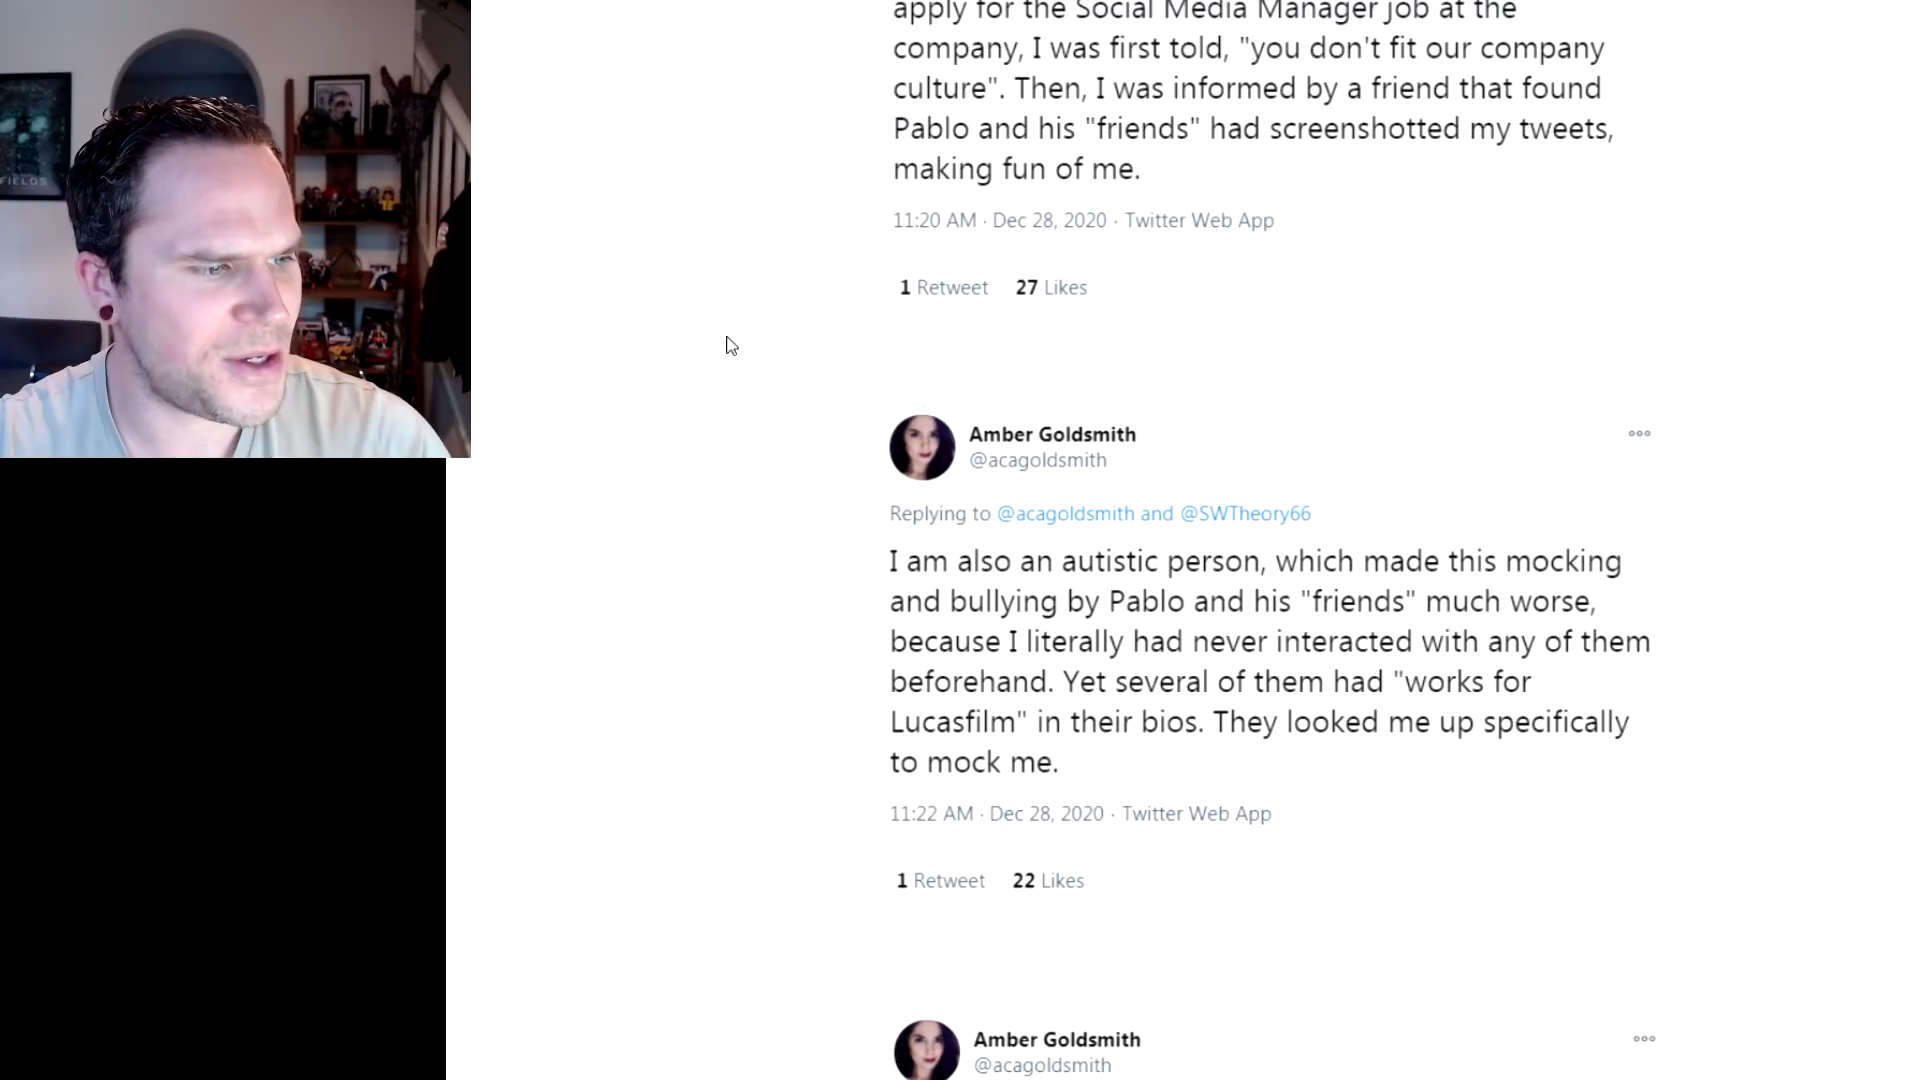 FIELDS
apply for the Social Media Manager job at the
company, I was first told, "you don't fit our company
culture". Then, I was informed by a friend that found
Pablo and his "friends" had screenshotted my tweets,
making fun of me.
11:20 AM · Dec 28, 2020 · Twitter Web App
1 Retweet 27 Likes
Amber Goldsmith
@acagoldsmith
Replying to @acagoldsmith and @SWTheory66
I am also an autistic person, which made this mocking
and bullying by Pablo and his "friends" much worse,
because I literally had never interacted with any of them
beforehand. Yet several of them had "works for
Lucasfilm" in their bios. They looked me up specifically
to mock me.
11:22 AM · Dec 28, 2020 · Twitter Web App
1 Retweet 22 Likes
Amber Goldsmith
@acagoldsmith